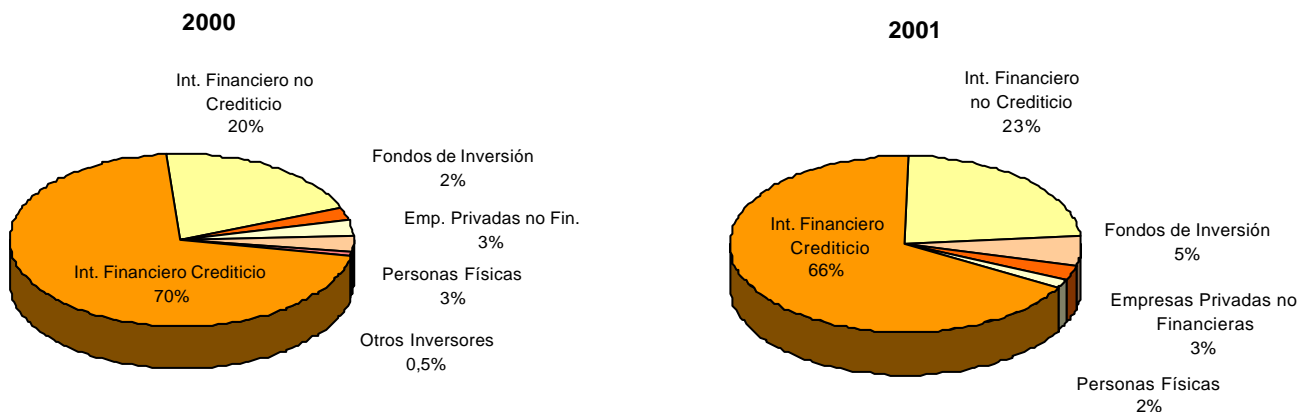 2000
Int. Financiero no
Crediticio
20%
Fondos de Inversión
2%
Emp. Privadas no Fin.
3%
Personas Físicas
3%
Otros Inversores
0,5%
Int. Financiero Crediticio
70%
2001
Int. Financiero
no Crediticio
23%
Fondos de Inversión
5%
Empresas Privadas no
Financieras
3%
Personas Físicas
2%
Int. Financiero
Crediticio
66%